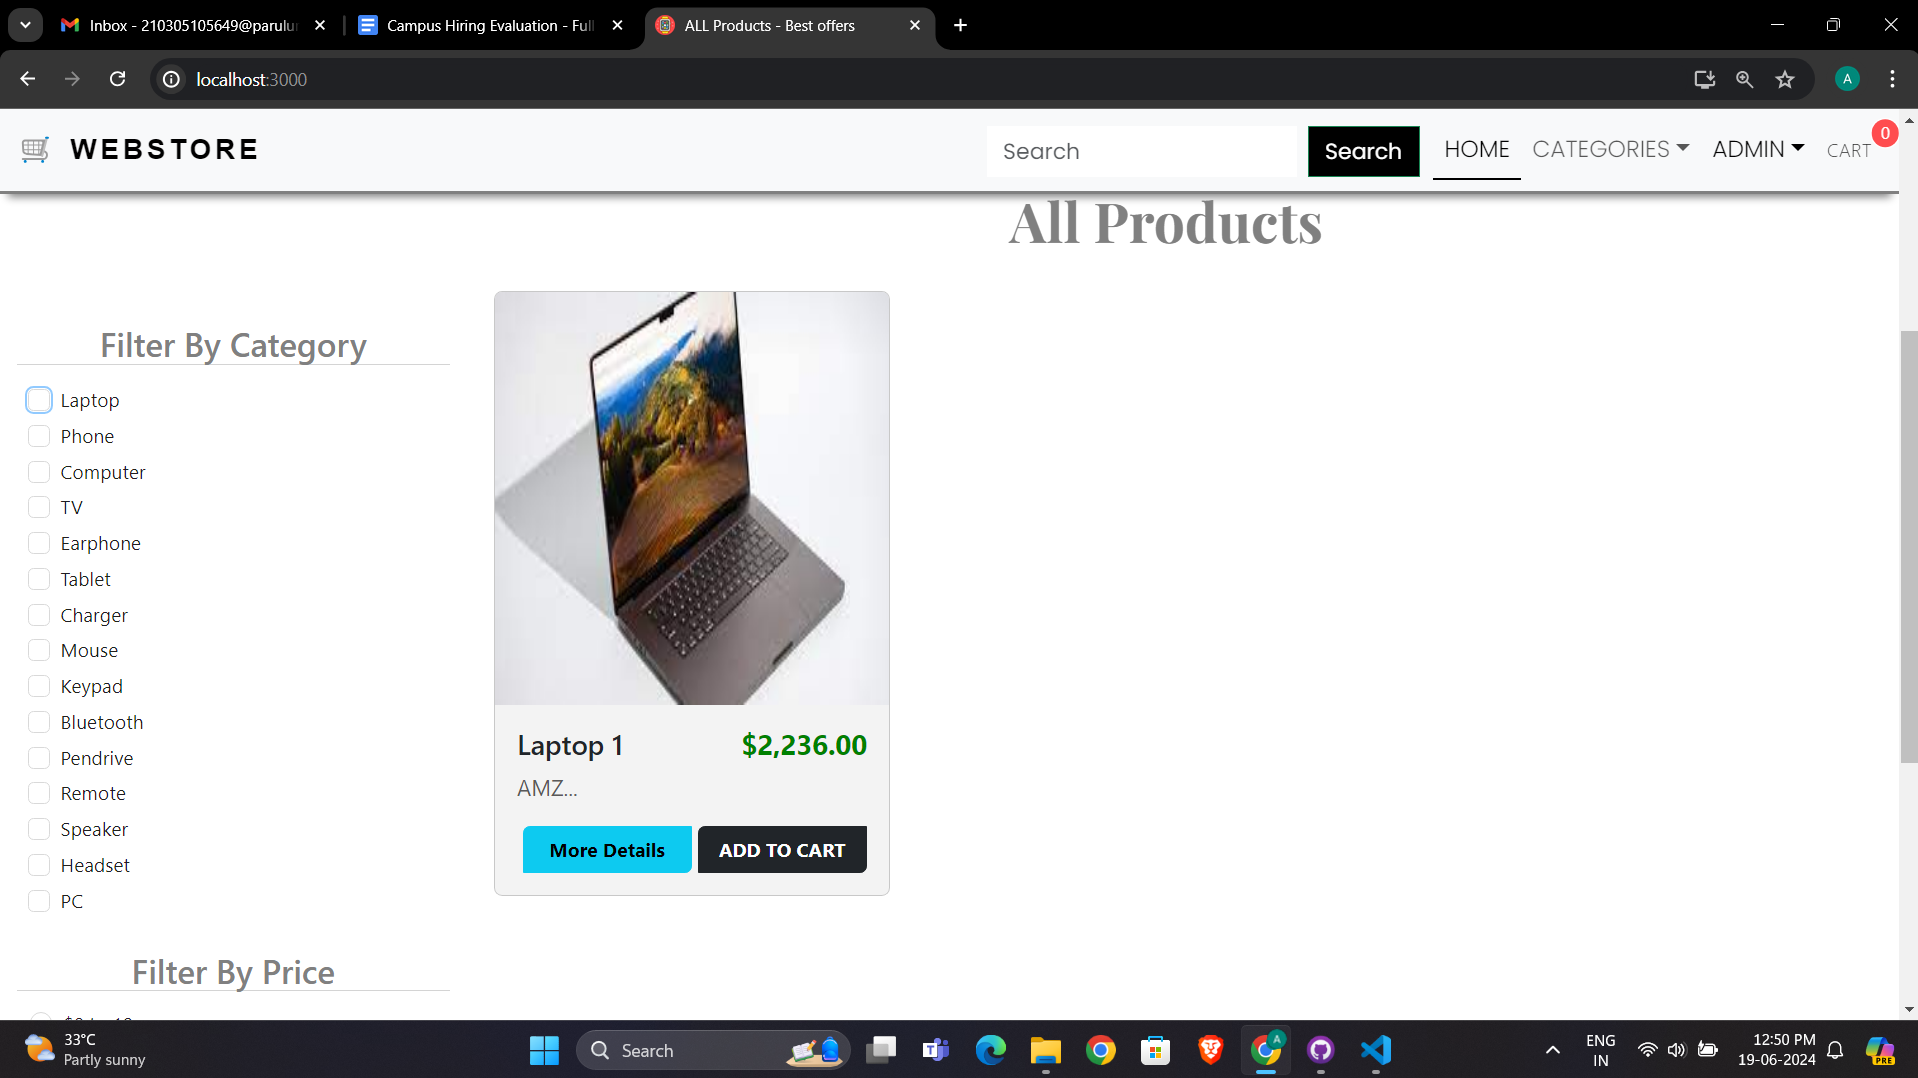 Inbox - 210305105649@parulun
Campus Hiring Evaluation - Full
ALL Products - Best offers
localhost:3000
A
WEBSTORE
Search
Search
HOME
CATEGORIES
ADMIN
CART
0
All Products
Filter By Category
Laptop
Phone
Computer
TV
Earphone
Tablet
Charger
Mouse
Keypad
Bluetooth
Pendrive
Remote
Speaker
Headset
PC
Laptop 1
$2,236.00
AMZ...
More Details
ADD TO CART
Filter By Price
33°C
Partly sunny
Search
A
ENG
IN
12:50 PM
19-06-2024
PRE